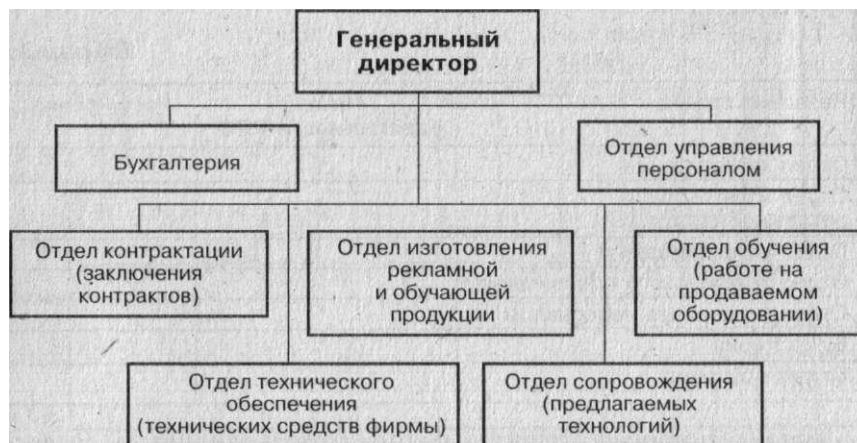 Генеральный
директор
Бухгалтерия
Отдел управления
персоналом
Отдел контрактации
(заключения
контрактов)
Отдел изготовления
рекламной
и обучающей
продукции
Отдел обучения
(работе на
продаваемом
оборудовании)
Отдел технического
обеспечения
(технических средств фирмы)
Отдел сопровождения
(предлагаемых
технологий)